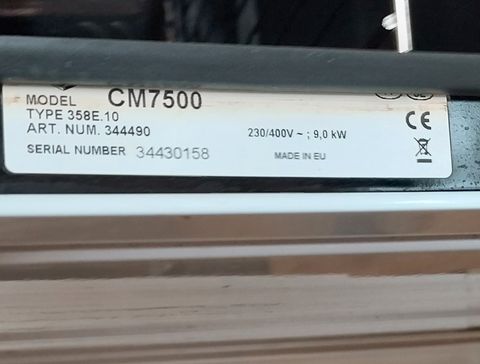 MODEL CM7500
TYPE 358E.10
ART. NUM. 344490
230/400V ~ ; 9,0 kW
SERIAL NUMBER 34430158
MADE IN EU
CE